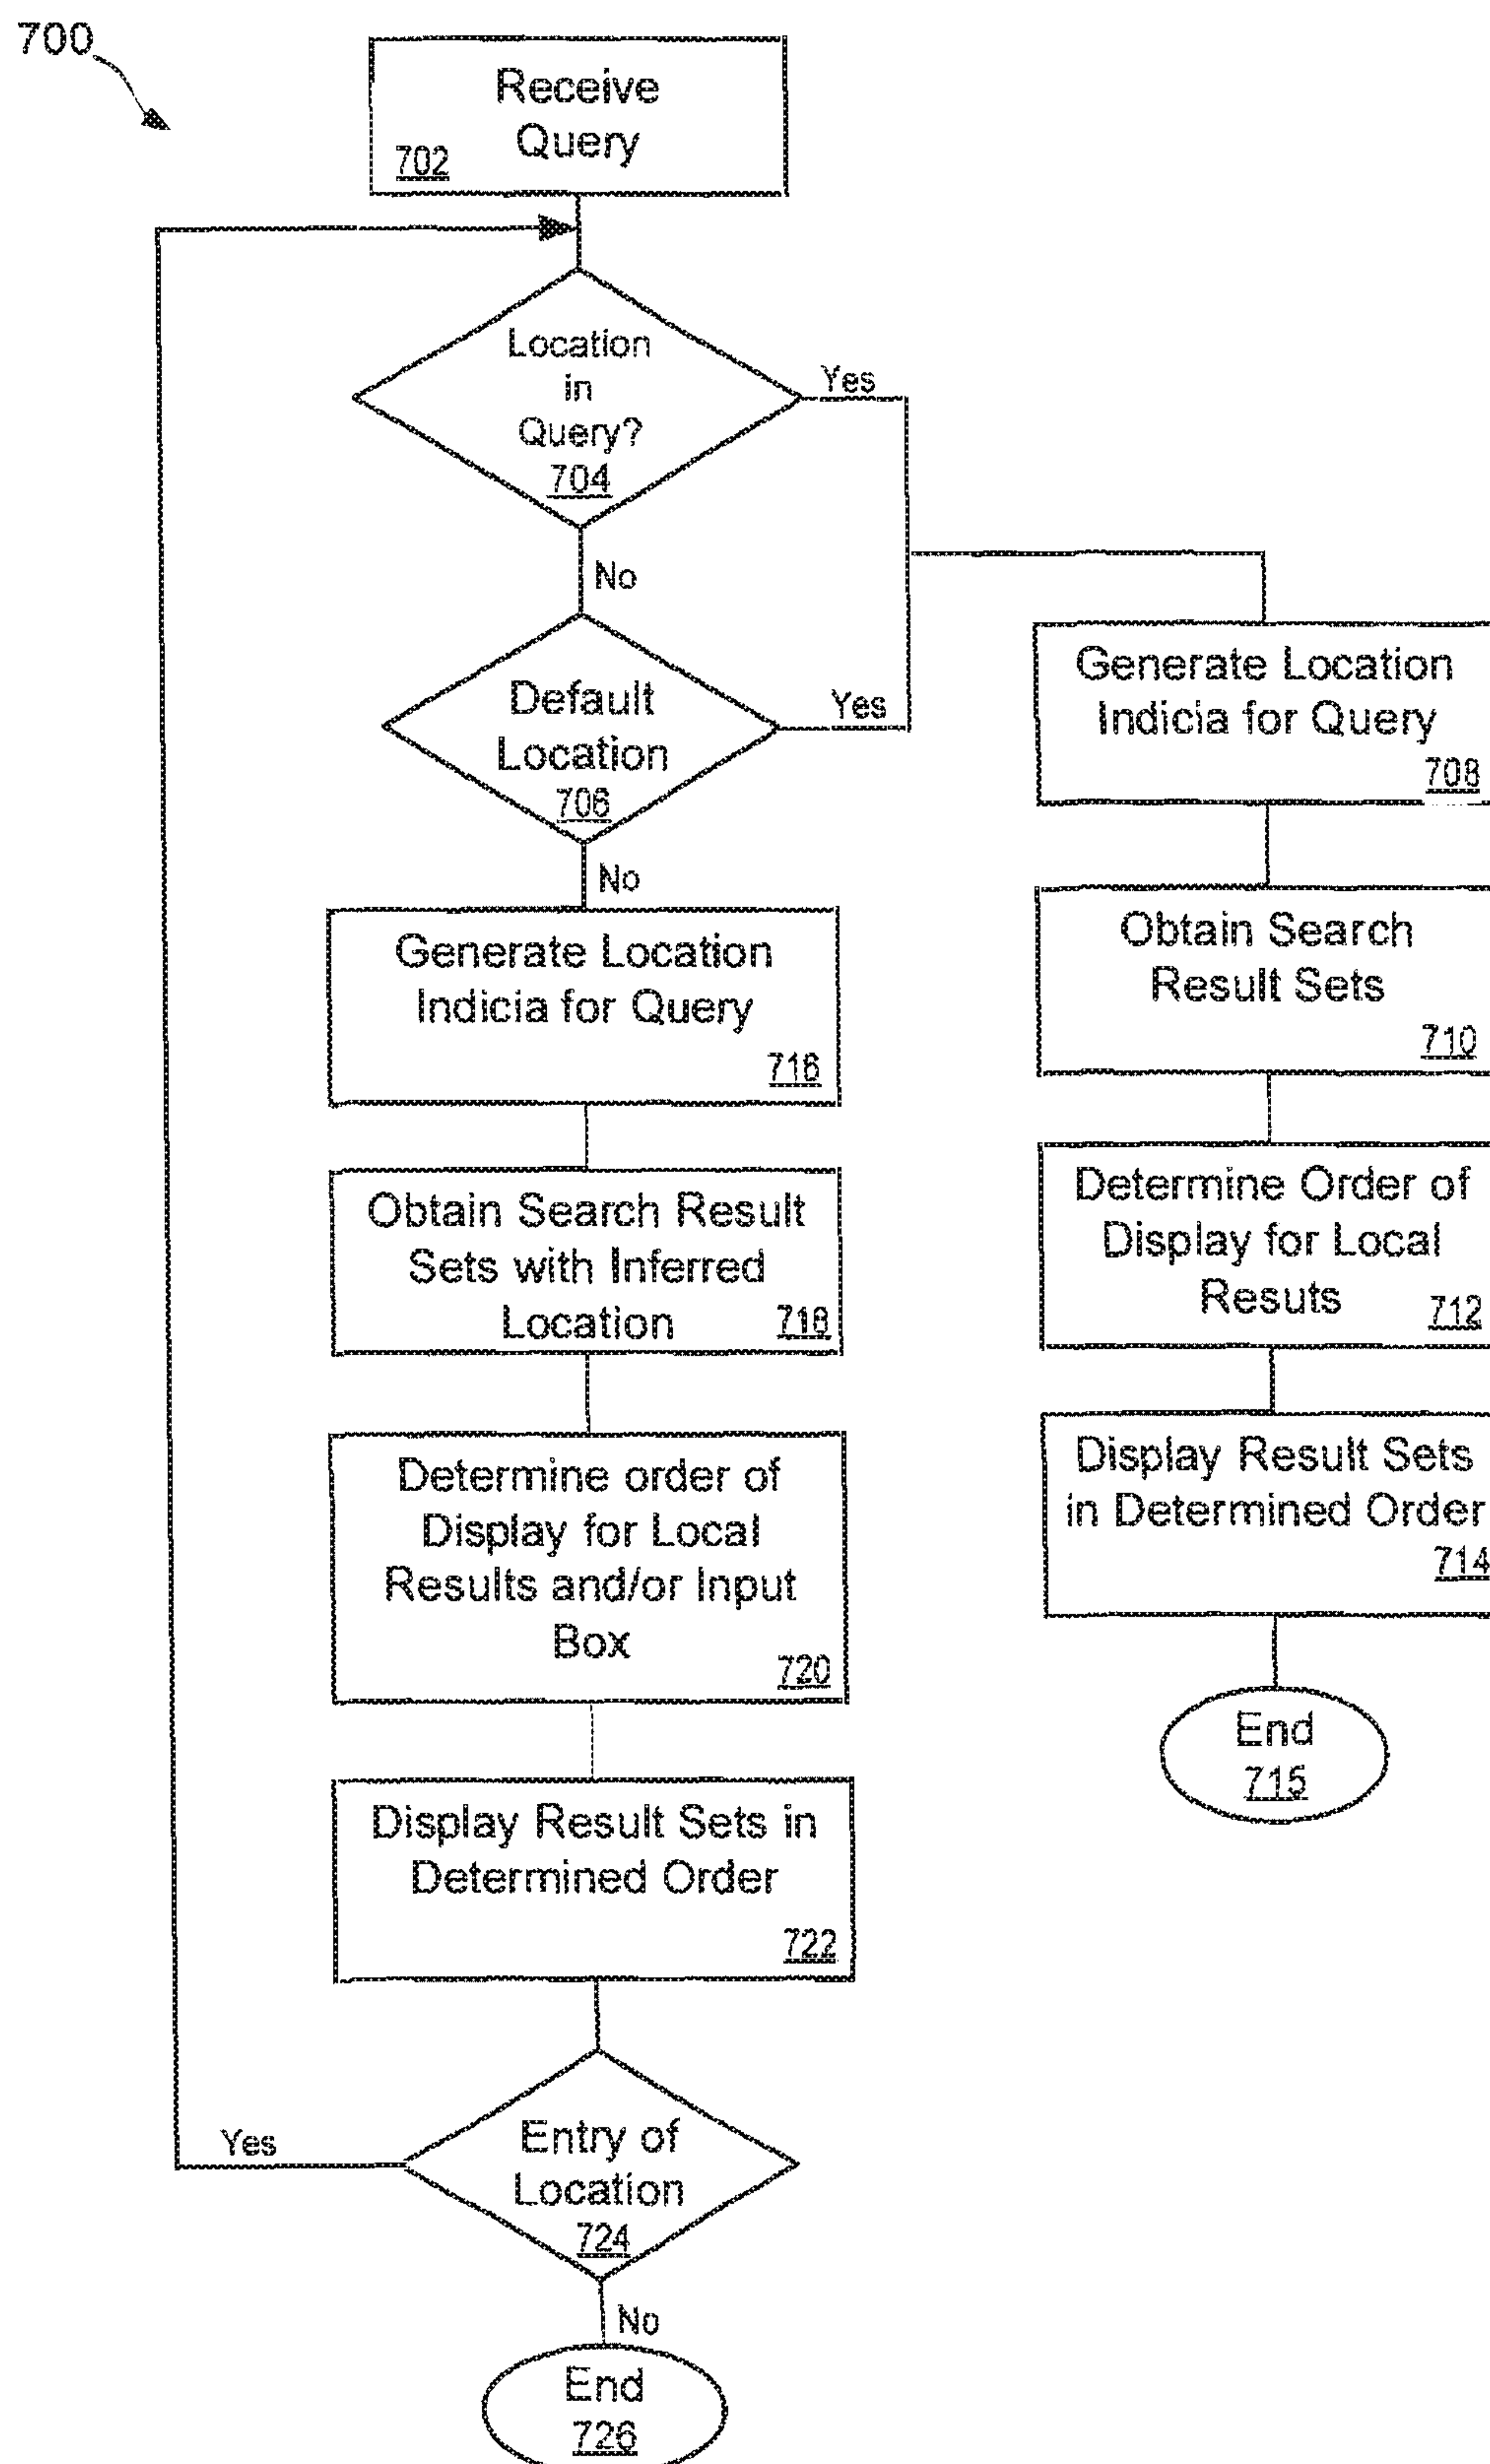 700
Receive
Query
702
Location
in
Query?
704
Yes
No
Default
Location
706
Yes
No
Generate Location
Indicia for Query
708
Obtain Search
Result Sets
710
Determine Order of
Display for Local
Resuts
712
Display Result Sets
in Determined Order
714
End
715
Generate Location
Indicia for Query
716
Obtain Search Result
Sets with Inferred
Location
718
Determine order of
Display for Local
Results and/or Input
Box
720
Display Result Sets in
Determined Order
722
Entry of
Location
724
Yes
No
End
726